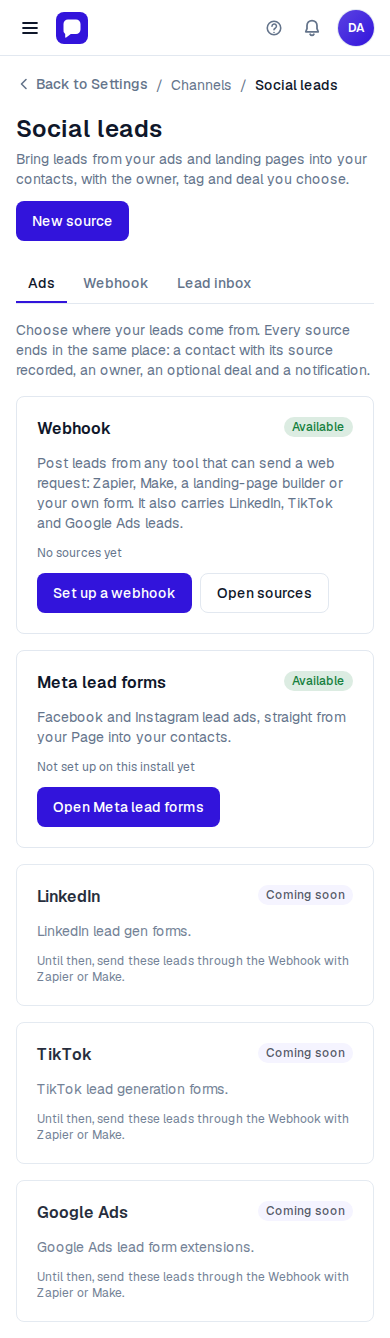 DA
Back to Settings / Channels / Social leads
Social leads
Bring leads from your ads and landing pages into your
contacts, with the owner, tag and deal you choose.
New source
Ads Webhook Lead inbox
Choose where your leads come from. Every source
ends in the same place: a contact with its source
recorded, an owner, an optional deal and a notification.
Webhook Available
Post leads from any tool that can send a web
request: Zapier, Make, a landing-page builder or
your own form. It also carries LinkedIn, TikTok
and Google Ads leads.
No sources yet
Set up a webhook Open sources
Meta lead forms Available
Facebook and Instagram lead ads, straight from
your Page into your contacts.
Not set up on this install yet
Open Meta lead forms
LinkedIn Coming soon
LinkedIn lead gen forms.
Until then, send these leads through the Webhook with
Zapier or Make.
TikTok Coming soon
TikTok lead generation forms.
Until then, send these leads through the Webhook with
Zapier or Make.
Google Ads Coming soon
Google Ads lead form extensions.
Until then, send these leads through the Webhook with
Zapier or Make.